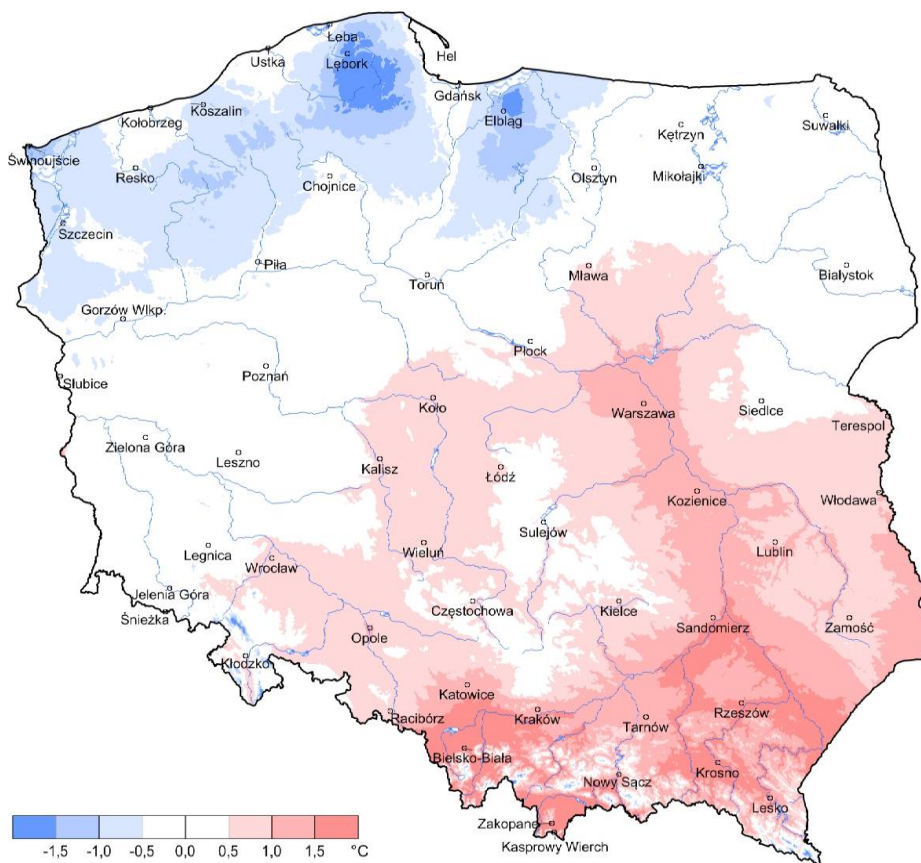 Łeba
Hel
Ustka
Lębork
Gdańsk
Kołobrzeg
Koszalin
Elbląg
Kętrzyn
Suwałki
Świnoujście
Resko
Chojnice
Olsztyn
Mikołajki
Szczecin
Piła
Toruń
Mława
Białystok
Gorzów Wlkp.
Płock
Słubice
Poznań
Koło
Warszawa
Siedlce
Terespol
Zielona Góra
Leszno
Kalisz
Łódź
Kozienice
Włodawa
Sulejów
Legnica
Wrocław
Wieluń
Lublin
Jelenia Góra
Śnieżka
Częstochowa
Kielce
Sandomierz
Zamość
Opole
Kłodzko
Katowice
Racibórz
Kraków
Tarnów
Rzeszów
Bielsko-Biała
Nowy Sącz
Krosno
Lesko
Zakopane
Kasprowy Wierch
-1,5 -1,0 -0,5 0,0 0,5 1,0 1,5 °C